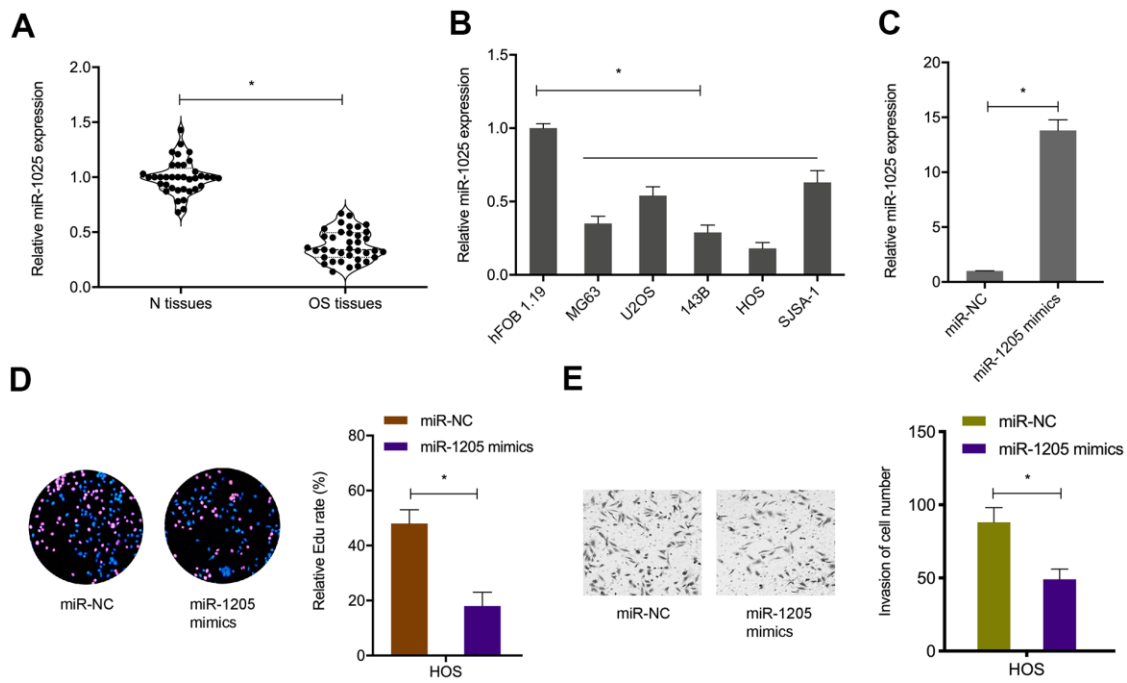 A
Relative miR-1025 expression
2.0
1.5
1.0
0.5
0.0
*
N tissues
OS tissues
B
Relative miR-1025 expression
1.5
1.0
0.5
0.0
*
hFOB 1.19
MG63
U2OS
143B
HOS
SJSA-1
C
Relative miR-1025 expression
20
15
10
5
0
*
miR-NC
miR-1205 mimics
D
miR-NC
miR-1205
mimics
miR-NC
miR-1205 mimics
Relative Edu rate (%)
80
60
40
20
0
*
HOS
E
miR-NC
miR-1205
mimics
miR-NC
miR-1205 mimics
Invasion of cell number
150
100
50
0
*
HOS